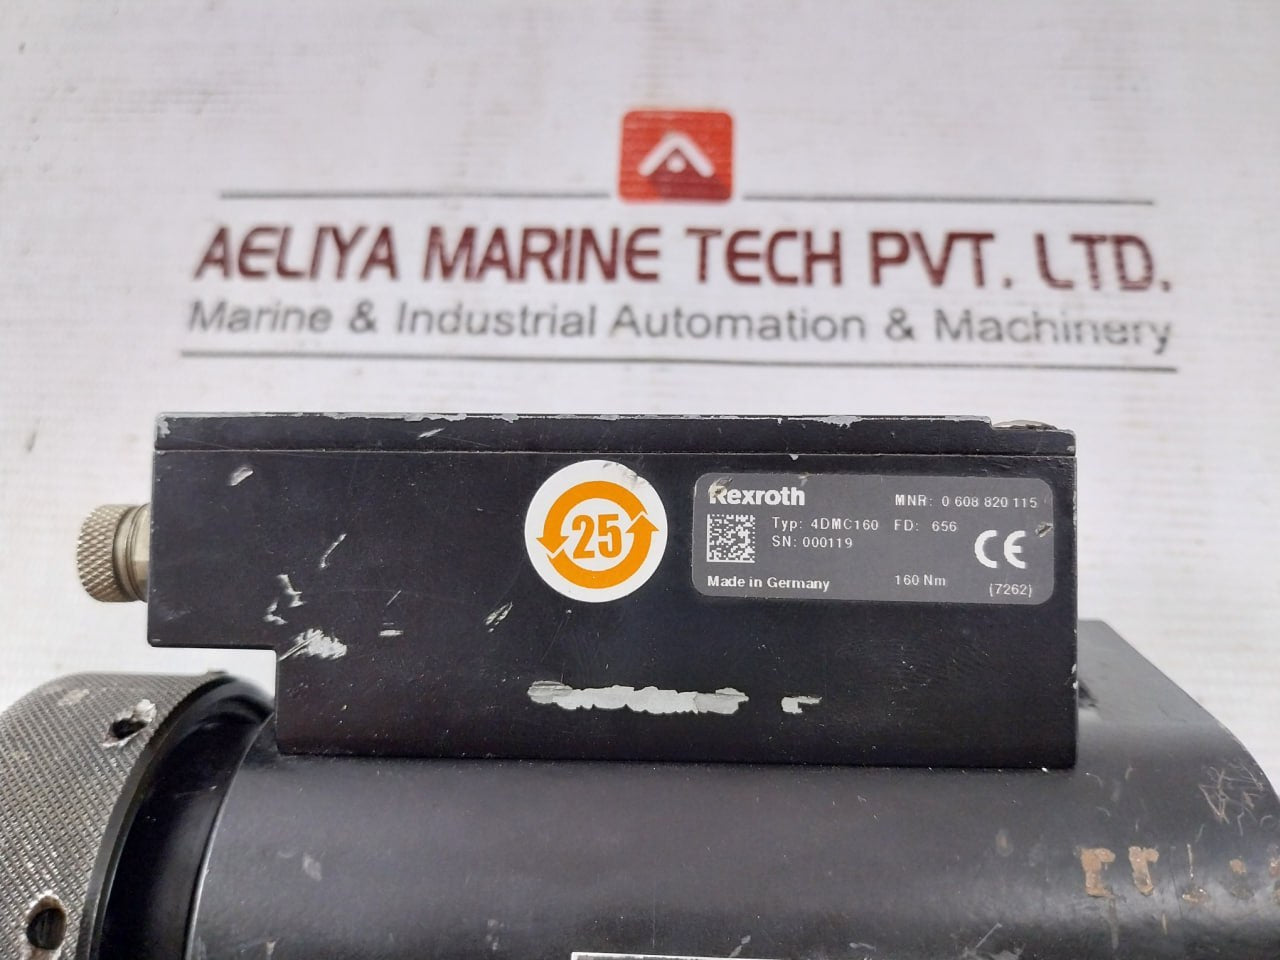 AELIYA MARINE TECH PVT. LTD.
Marine & Industrial Automation & Machinery
25
Rexroth
MNR: 0 608 820 115
Typ: 4DMC160 FD: 656
SN: 000119
CE
Made in Germany 160 Nm (7262)